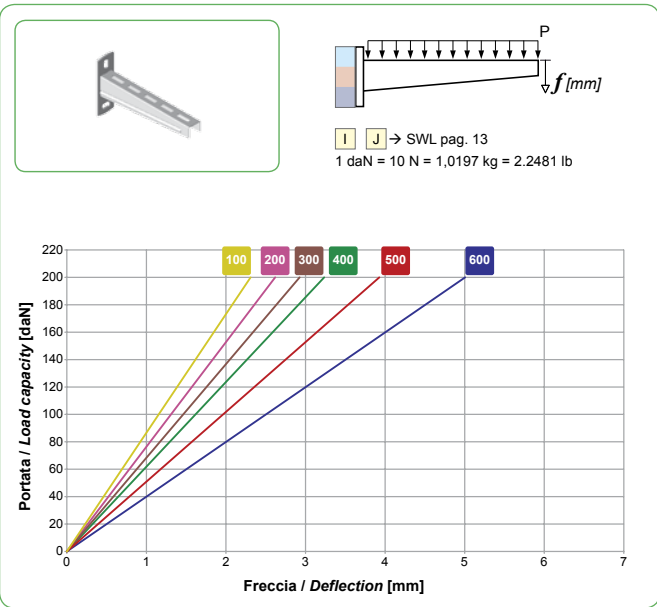 P
f [mm]
I J → SWL pag. 13
1 daN = 10 N = 1,0197 kg = 2.2481 lb
Portata / Load capacity [daN]
220
200
180
160
140
120
100
80
60
40
20
0
100 200 300 400 500 600
0 1 2 3 4 5 6 7
Freccia / Deflection [mm]